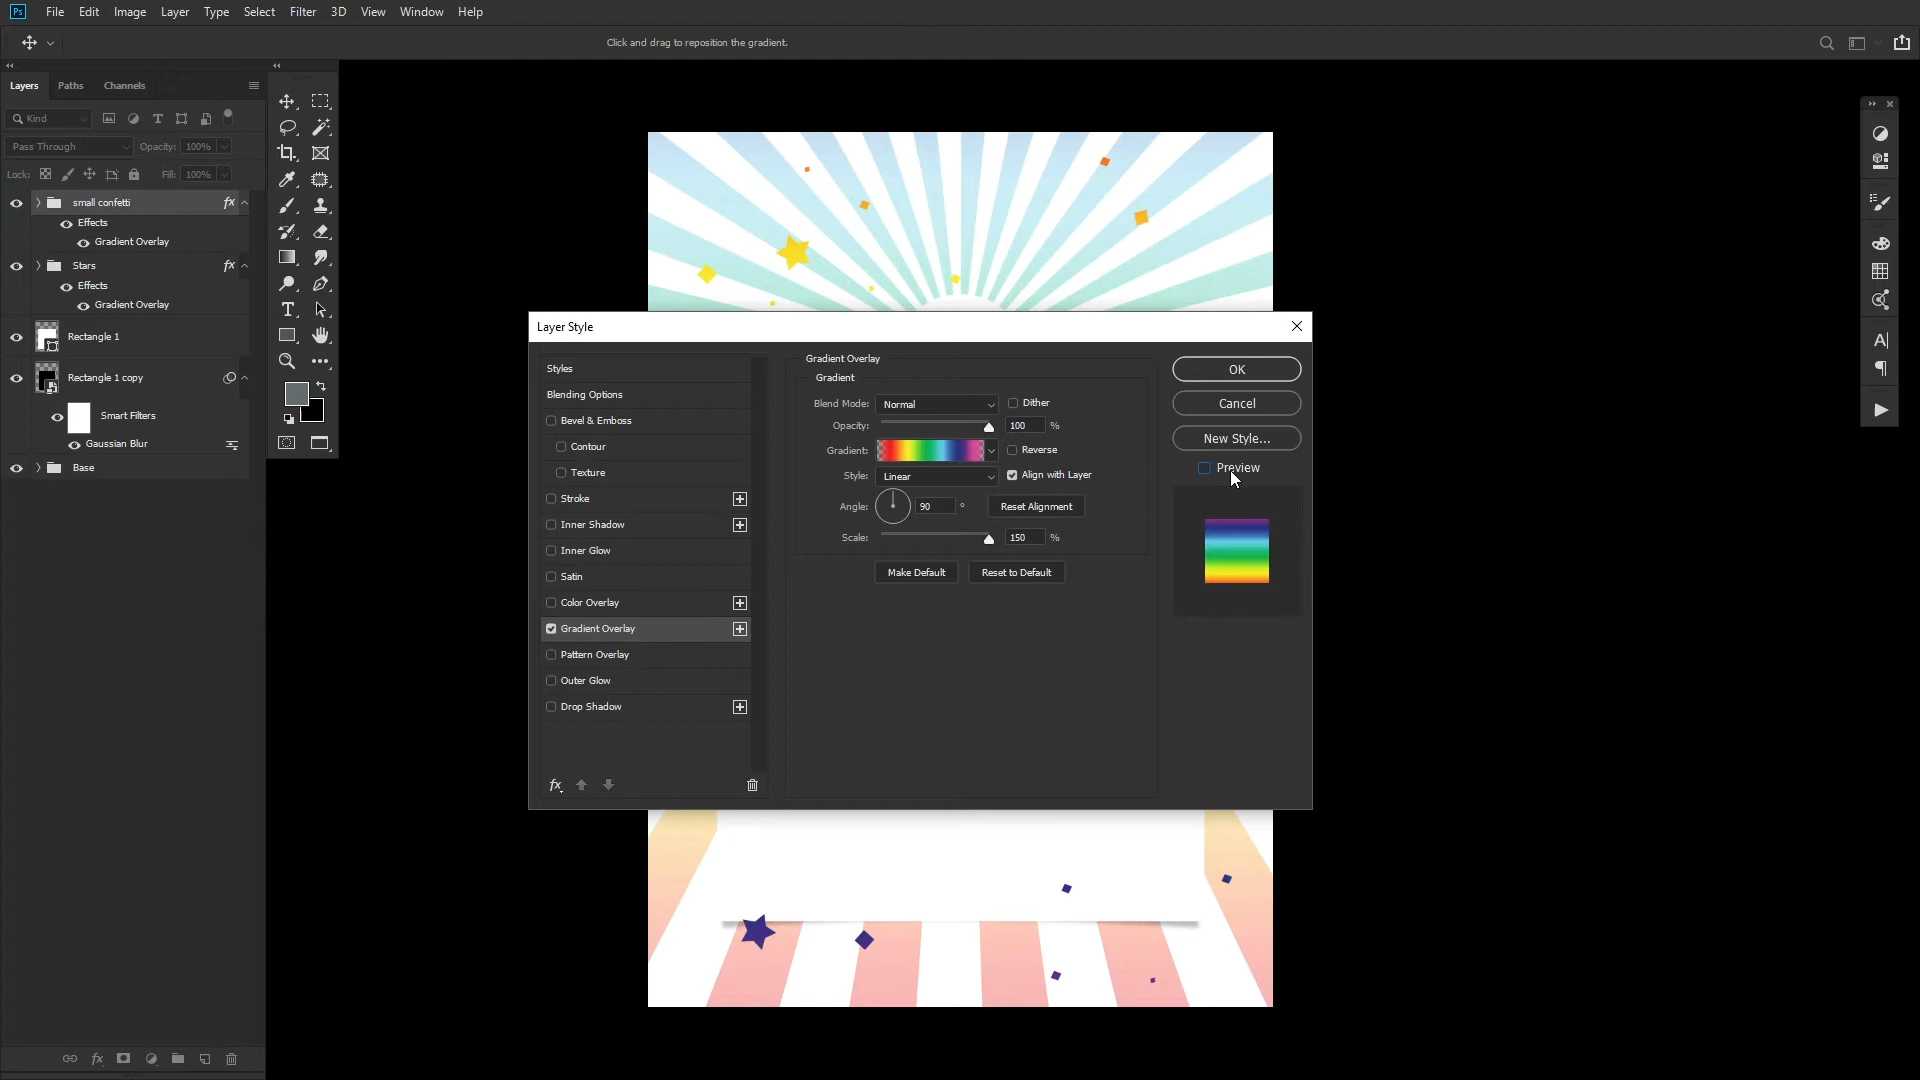 Ps File Edit Image Layer Type Select Filter 3D View Window Help
Click and drag to reposition the gradient.
Layers Paths Channels
Kind
Pass Through Opacity: 100%
Lock: Fill: 100%
small confetti fx
Effects
Gradient Overlay
Stars fx
Effects
Gradient Overlay
Rectangle 1
Rectangle 1 copy
Smart Filters
Gaussian Blur
Base
Layer Style
Styles
Blending Options
Bevel & Emboss
Contour
Texture
Stroke
Inner Shadow
Inner Glow
Satin
Color Overlay
Gradient Overlay
Pattern Overlay
Outer Glow
Drop Shadow
fx
Gradient Overlay
Gradient
Blend Mode: Normal Dither
Opacity: 100 %
Gradient: Reverse
Style: Linear Align with Layer
Angle: 90 ° Reset Alignment
Scale: 150 %
Make Default Reset to Default
OK
Cancel
New Style...
Preview
fx